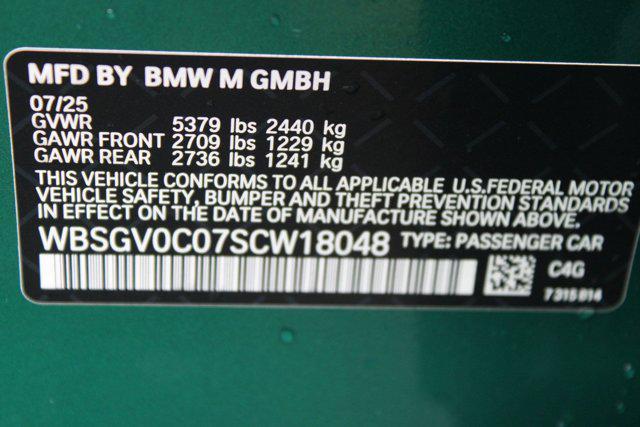 MFD BY BMW M GMBH
07/25
GVWR 5379 lbs 2440 kg
GAWR FRONT 2709 lbs 1229 kg
GAWR REAR 2736 lbs 1241 kg
THIS VEHICLE CONFORMS TO ALL APPLICABLE U.S.FEDERAL MOTOR
VEHICLE SAFETY, BUMPER AND THEFT PREVENTION STANDARDS
IN EFFECT ON THE DATE OF MANUFACTURE SHOWN ABOVE.
WBSGV0C07SCW18048 TYPE: PASSENGER CAR
C4G
7315814